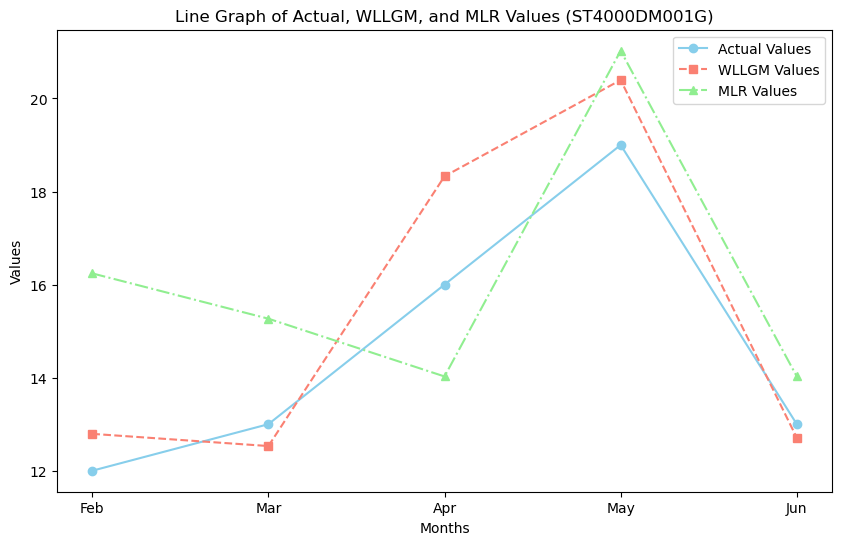 Line Graph of Actual, WLLGM, and MLR Values (ST4000DM001G)
Actual Values
WLLGM Values
MLR Values
Values
20
18
16
14
12
Feb Mar Apr May Jun
Months